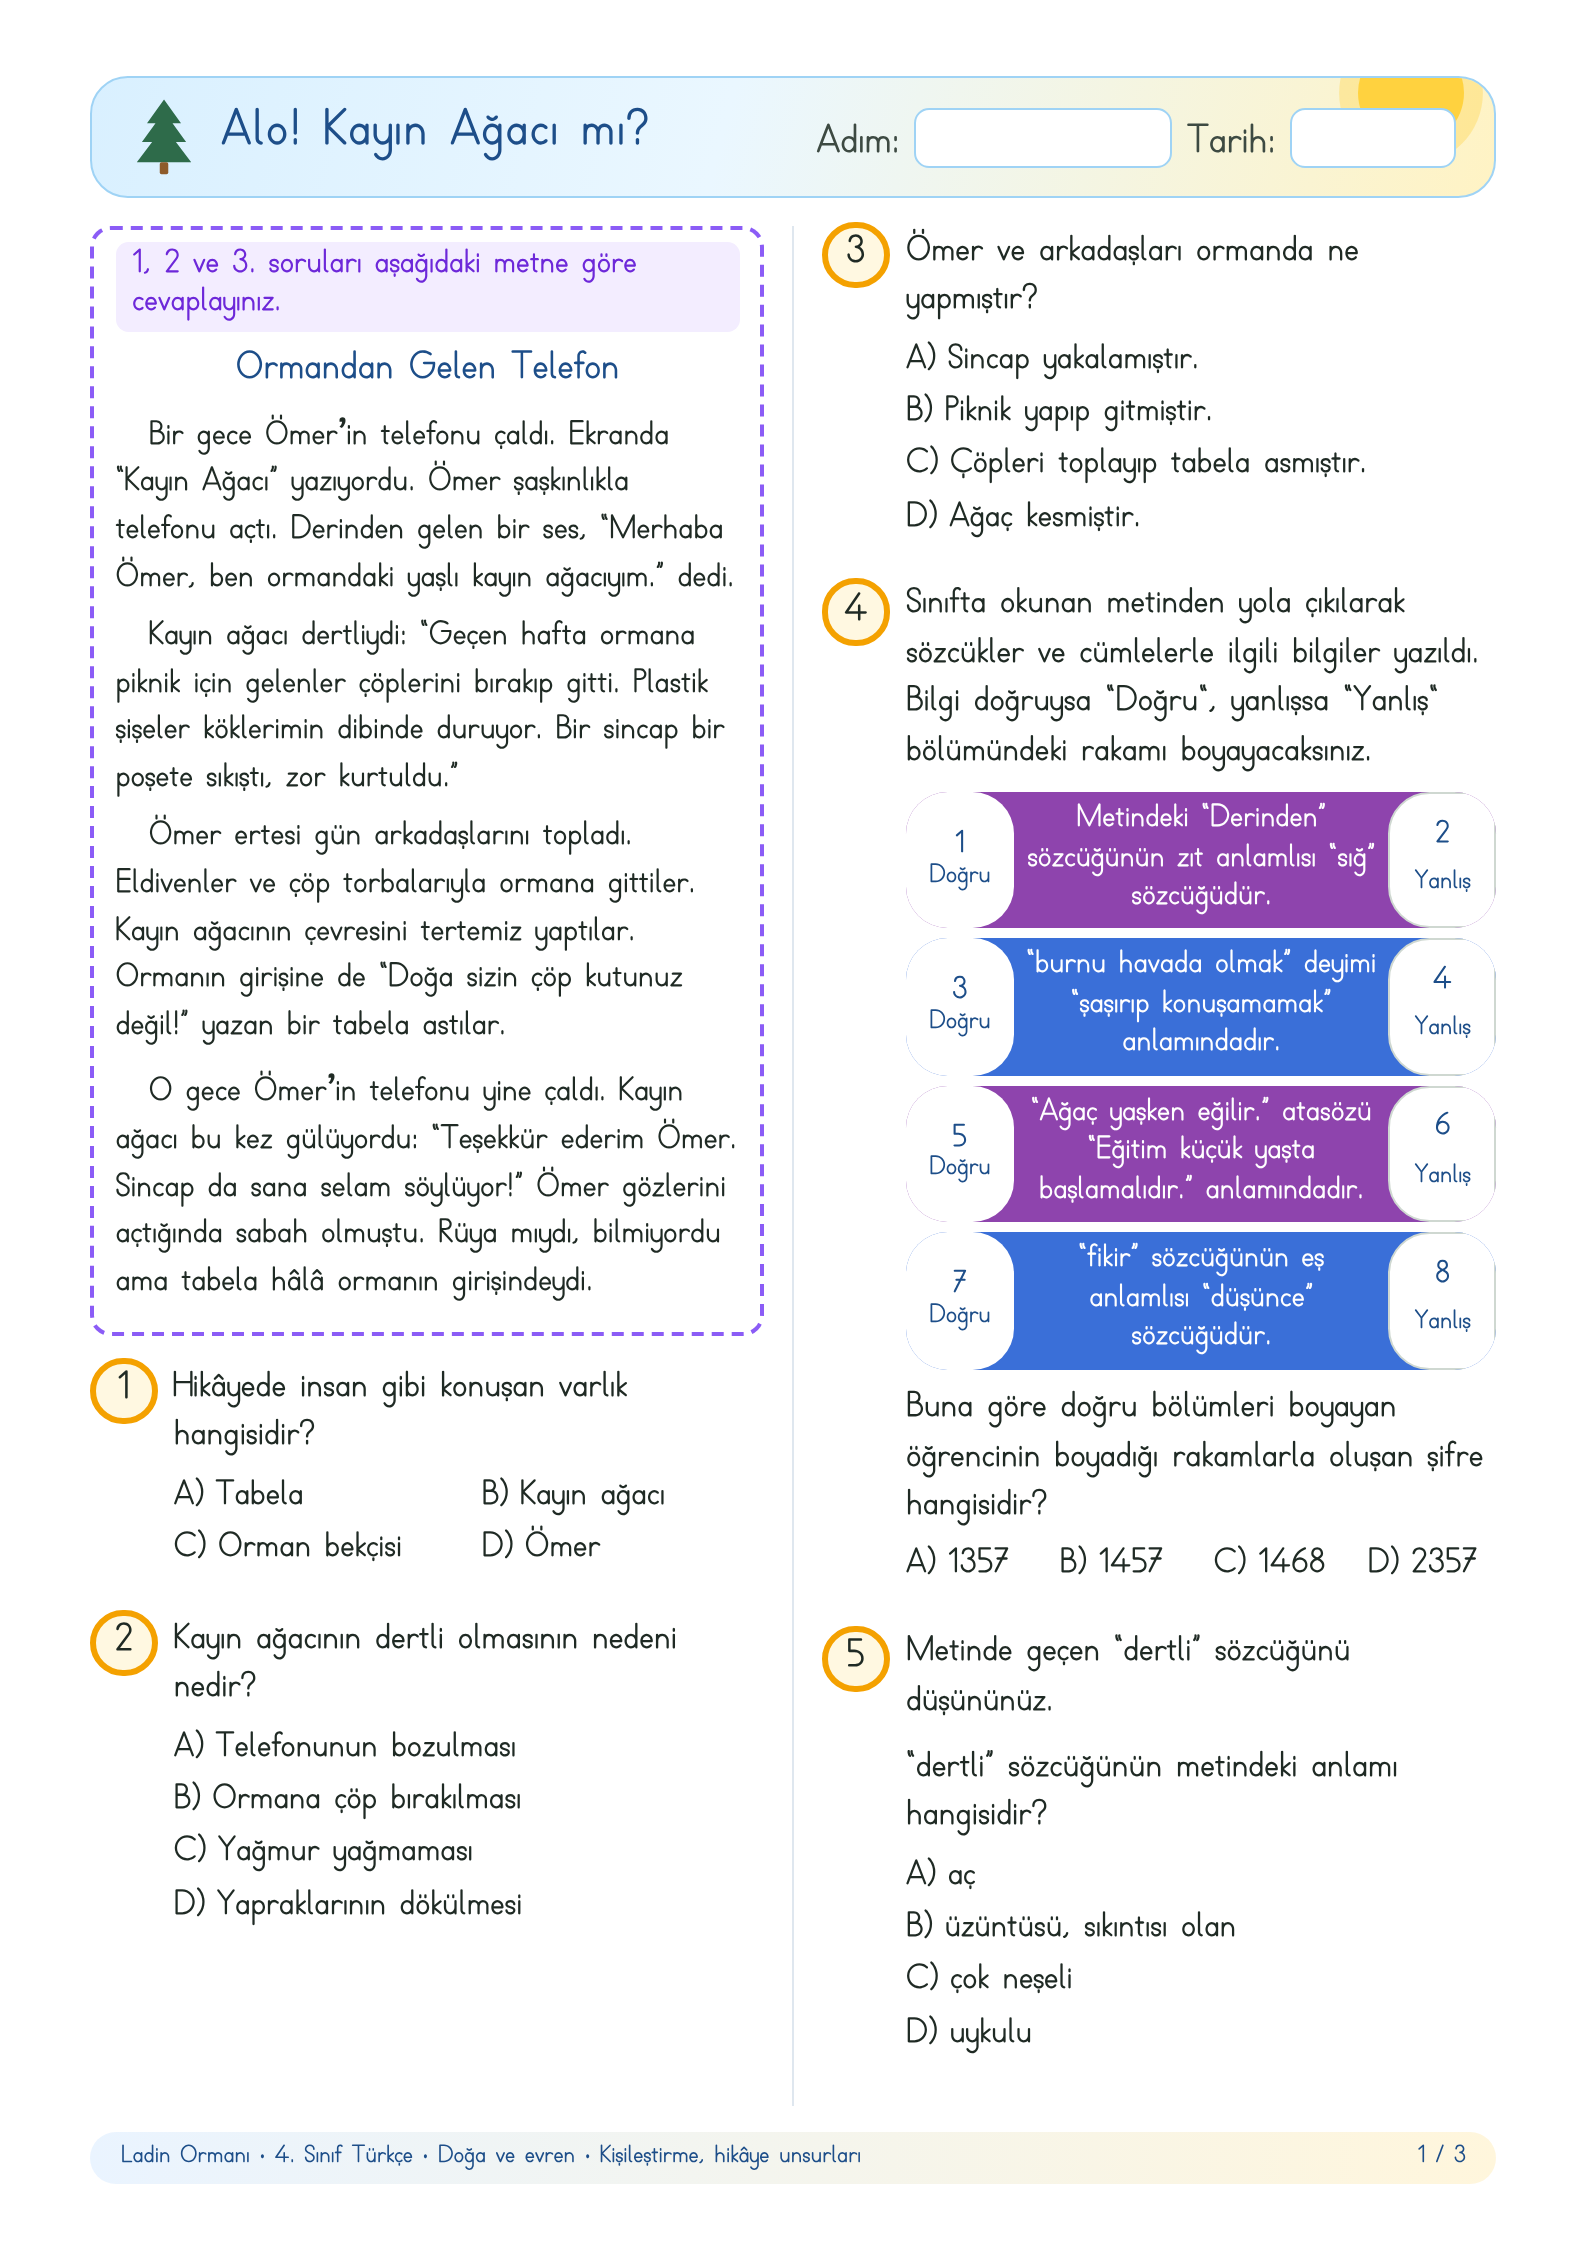 Alo! Kayın Ağacı mı?
Adım:
Tarih:
1, 2 ve 3. soruları aşağıdaki metne göre
cevaplayınız.
Ormandan Gelen Telefon
Bir gece Ömer’in telefonu çaldı. Ekranda
“Kayın Ağacı” yazıyordu. Ömer şaşkınlıkla
telefonu açtı. Derinden gelen bir ses, “Merhaba
Ömer, ben ormandaki yaşlı kayın ağacıyım.” dedi.
Kayın ağacı dertliydi: “Geçen hafta ormana
piknik için gelenler çöplerini bırakıp gitti. Plastik
şişeler köklerimin dibinde duruyor. Bir sincap bir
poşete sıkıştı, zor kurtuldu.”
Ömer ertesi gün arkadaşlarını topladı.
Eldivenler ve çöp torbalarıyla ormana gittiler.
Kayın ağacının çevresini tertemiz yaptılar.
Ormanın girişine de “Doğa sizin çöp kutunuz
değil!” yazan bir tabela astılar.
O gece Ömer’in telefonu yine çaldı. Kayın
ağacı bu kez gülüyordu: “Teşekkür ederim Ömer.
Sincap da sana selam söylüyor!” Ömer gözlerini
açtığında sabah olmuştu. Rüya mıydı, bilmiyordu
ama tabela hâlâ ormanın girişindeydi.
1
Hikâyede insan gibi konuşan varlık
hangisidir?
A) Tabela
B) Kayın ağacı
C) Orman bekçisi
D) Ömer
2
Kayın ağacının dertli olmasının nedeni
nedir?
A) Telefonunun bozulması
B) Ormana çöp bırakılması
C) Yağmur yağmaması
D) Yapraklarının dökülmesi
3
Ömer ve arkadaşları ormanda ne
yapmıştır?
A) Sincap yakalamıştır.
B) Piknik yapıp gitmiştir.
C) Çöpleri toplayıp tabela asmıştır.
D) Ağaç kesmiştir.
4
Sınıfta okunan metinden yola çıkılarak
sözcükler ve cümlelerle ilgili bilgiler yazıldı.
Bilgi doğruysa “Doğru“, yanlışsa “Yanlış“
bölümündeki rakamı boyayacaksınız.
1
Doğru
Metindeki “Derinden”
sözcüğünün zıt anlamlısı “sığ”
sözcüğüdür.
2
Yanlış
3
Doğru
“burnu havada olmak” deyimi
“şaşırıp konuşamamak”
anlamındadır.
4
Yanlış
5
Doğru
“Ağaç yaşken eğilir.” atasözü
“Eğitim küçük yaşta
başlamalıdır.” anlamındadır.
6
Yanlış
7
Doğru
“fikir” sözcüğünün eş
anlamlısı “düşünce”
sözcüğüdür.
8
Yanlış
Buna göre doğru bölümleri boyayan
öğrencinin boyadığı rakamlarla oluşan şifre
hangisidir?
A) 1357
B) 1457
C) 1468
D) 2357
5
Metinde geçen “dertli” sözcüğünü
düşününüz.
“dertli” sözcüğünün metindeki anlamı
hangisidir?
A) aç
B) üzüntüsü, sıkıntısı olan
C) çok neşeli
D) uykulu
Ladin Ormanı • 4. Sınıf Türkçe • Doğa ve evren • Kişileştirme, hikâye unsurları
1 / 3